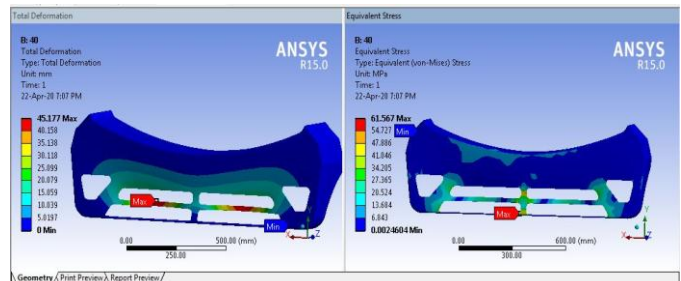 Total Deformation
B: 40
Total Deformation
Type: Total Deformation
Unit: mm
Time: 1
22-Apr-20 7:07 PM
ANSYS
R15.0
45.177 Max
40.158
35.138
30.118
25.099
20.079
15.059
10.039
5.0197
0 Min
Max
Min
Y
X
Z
0.00
500.00 (mm)
250.00
Equivalent Stress
B: 40
Equivalent Stress
Type: Equivalent (von-Mises) Stress
Unit: MPa
Time: 1
22-Apr-20 7:07 PM
ANSYS
R15.0
61.567 Max
54.727
47.886
41.046
34.205
27.365
20.524
13.684
6.843
0.0024604 Min
Min
Max
Y
X
Z
0.00
600.00 (mm)
300.00
Geometry / Print Preview \ Report Preview /